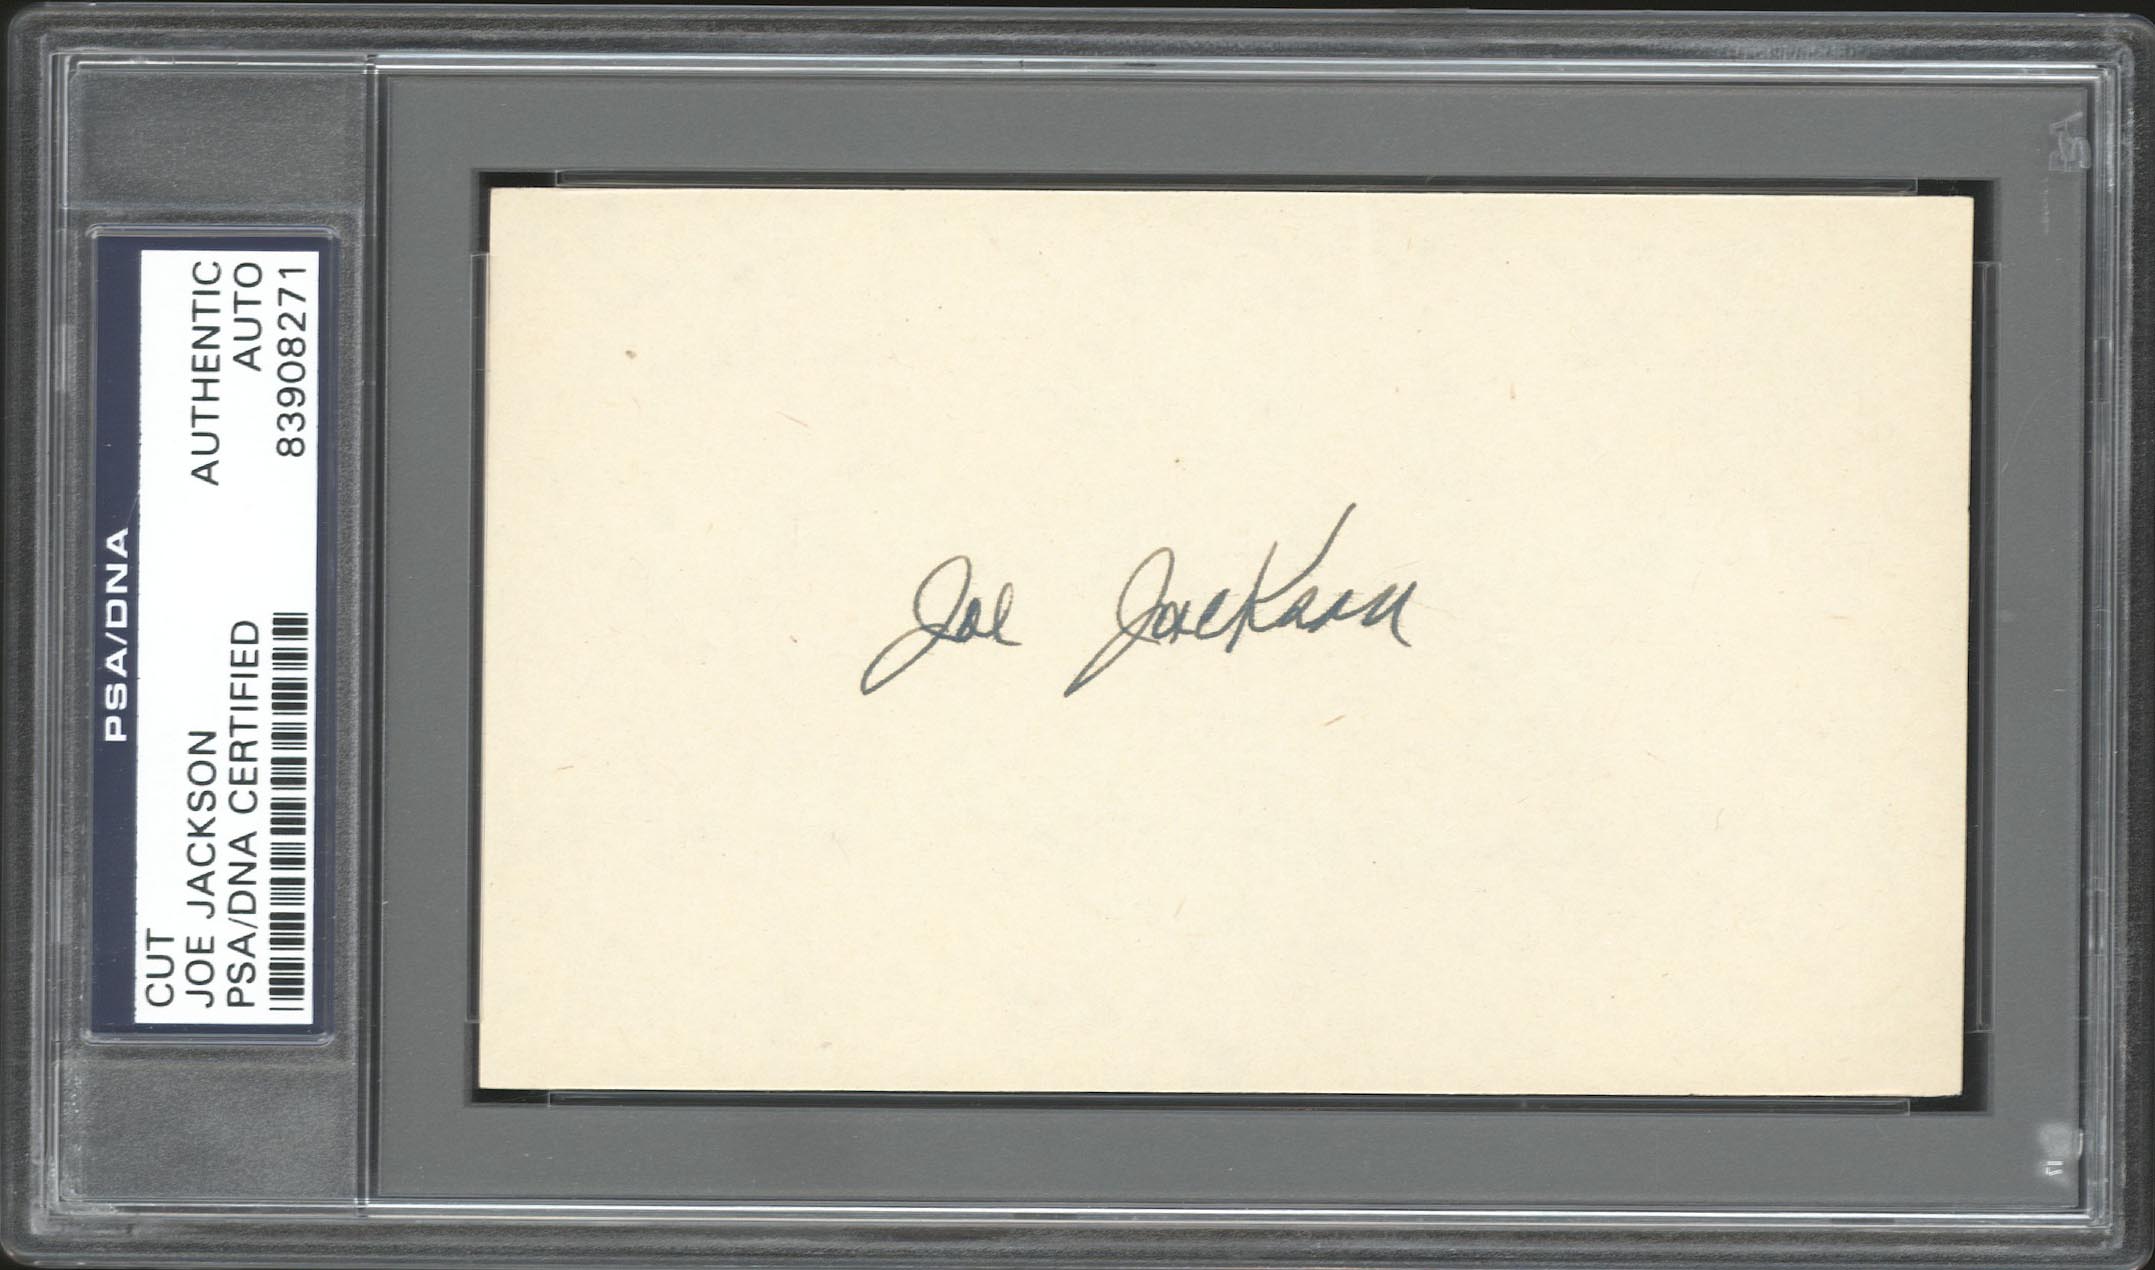 PSA/DNA
CUT
JOE JACKSON AUTHENTIC
PSA/DNA CERTIFIED AUTO
83908271
Joe Jackson